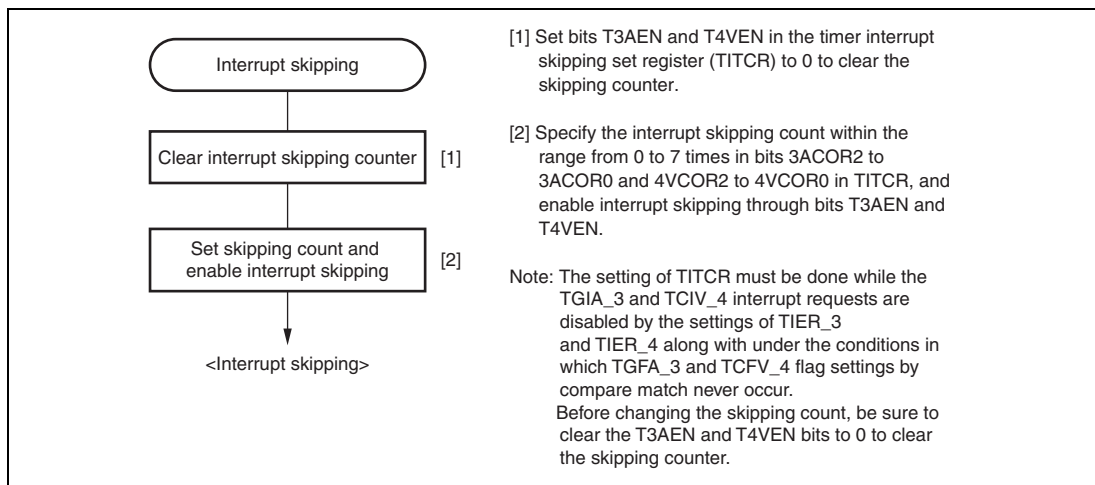 Interrupt skipping
Clear interrupt skipping counter
[1]
Set skipping count and
enable interrupt skipping
[2]
<Interrupt skipping>
[1] Set bits T3AEN and T4VEN in the timer interrupt
skipping set register (TITCR) to 0 to clear the
skipping counter.
[2] Specify the interrupt skipping count within the
range from 0 to 7 times in bits 3ACOR2 to
3ACOR0 and 4VCOR2 to 4VCOR0 in TITCR, and
enable interrupt skipping through bits T3AEN and
T4VEN.
Note: The setting of TITCR must be done while the
TGIA_3 and TCIV_4 interrupt requests are
disabled by the settings of TIER_3
and TIER_4 along with under the conditions in
which TGFA_3 and TCFV_4 flag settings by
compare match never occur.
Before changing the skipping count, be sure to
clear the T3AEN and T4VEN bits to 0 to clear
the skipping counter.